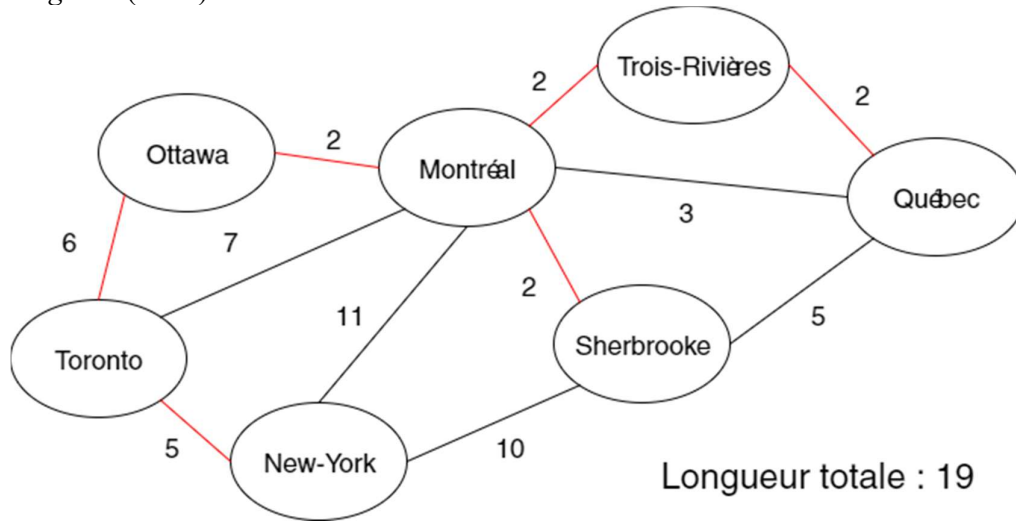 Trois-Rivières
2
2
Ottawa
2
Montréal
Québec
3
6
7
2
11
5
Sherbrooke
Toronto
5
10
New-York
Longueur totale : 19